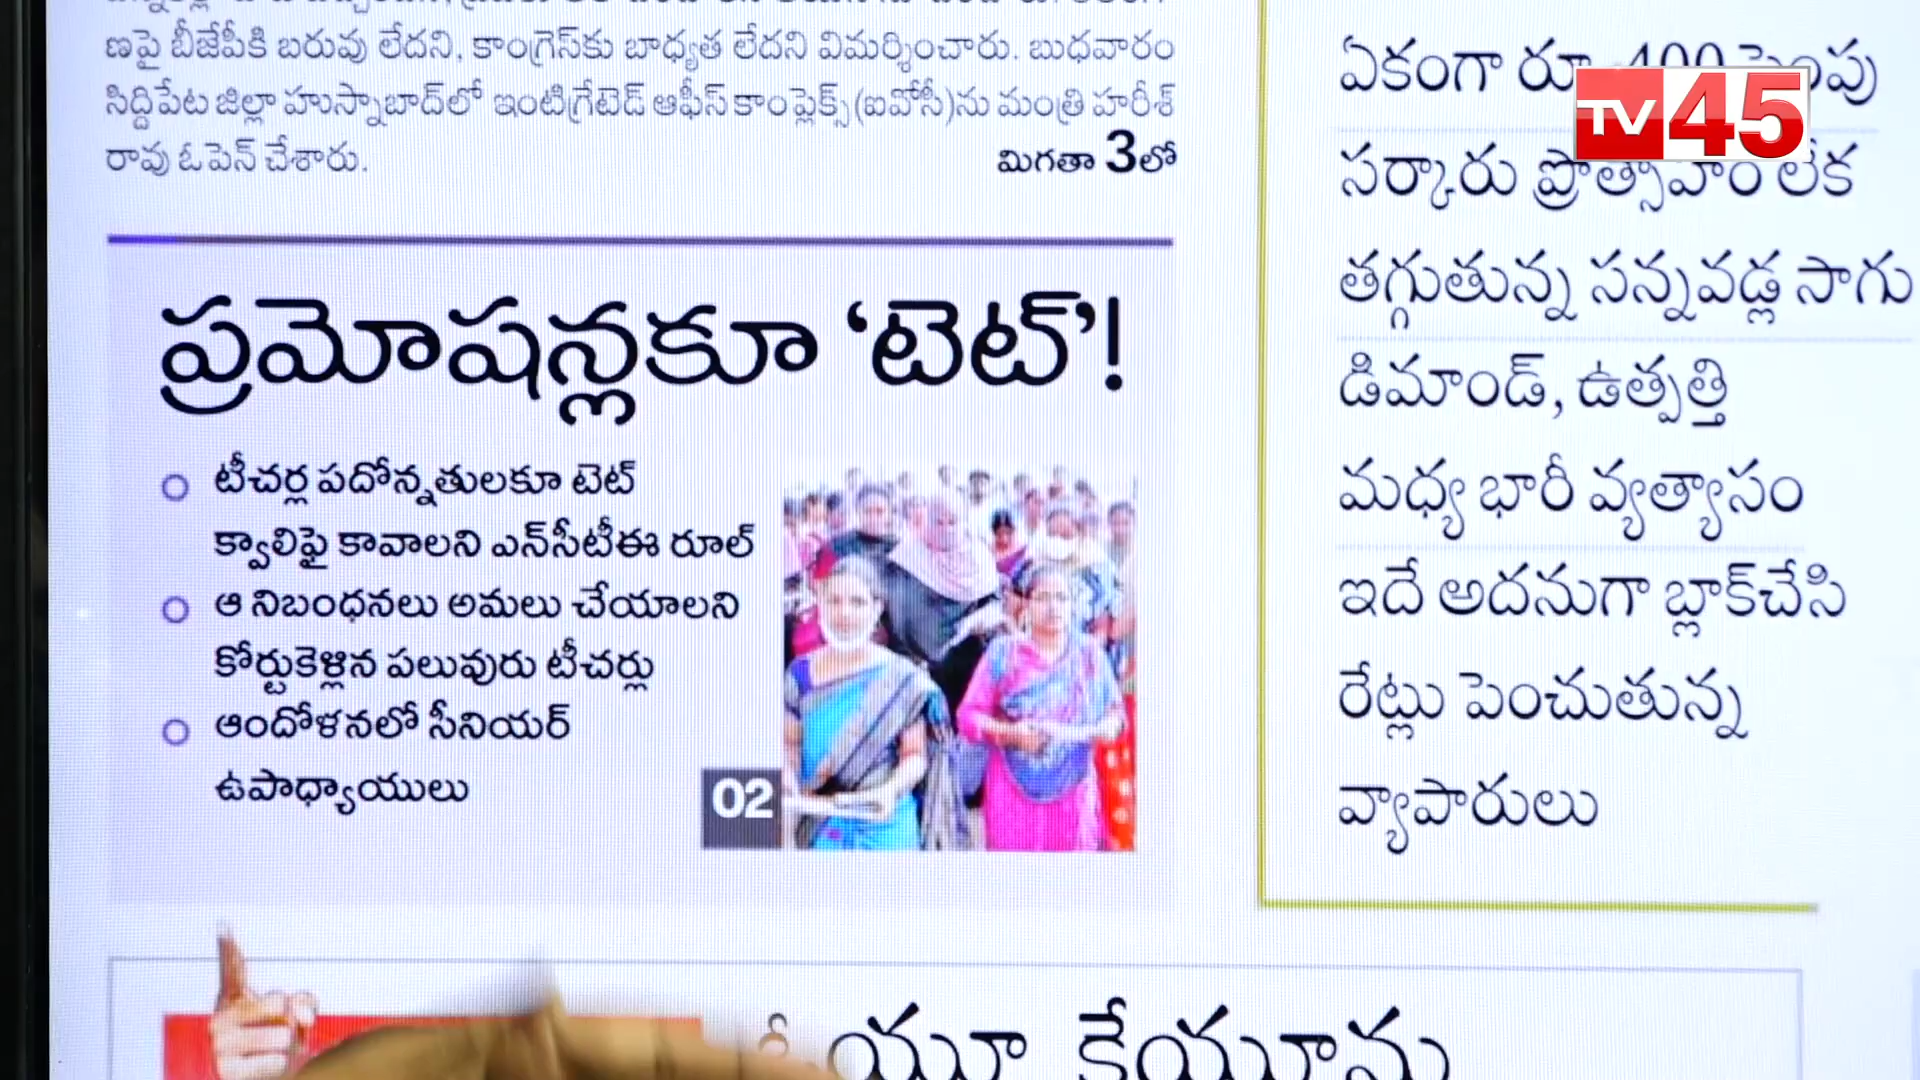 ణపై బీజేపీకి బరువు లేదని, కాంగ్రెస్‌కు బాధ్యత లేదని విమర్శించారు. బుధవారం
సిద్దిపేట జిల్లా హుస్నాబాద్‌లో ఇంటిగ్రేటెడ్ ఆఫీస్ కాంప్లెక్స్(ఐవోసీ)ను మంత్రి హరీశ్
రావు ఓపెన్ చేశారు.
మిగతా 3లో
ప్రమోషన్లకూ ‘టెట్’!
టీచర్ల పదోన్నతులకూ టెట్
క్వాలిఫై కావాలని ఎన్‌సీటీఈ రూల్
ఆ నిబంధనలు అమలు చేయాలని
కోర్టుకెళ్లిన పలువురు టీచర్లు
ఆందోళనలో సీనియర్
ఉపాధ్యాయులు
02
TV 45
ఏకంగా రూ
సర్కారు ప్రోత్సాహం లేక
తగ్గుతున్న సన్నవడ్ల సాగు
డిమాండ్, ఉత్పత్తి
మధ్య భారీ వ్యత్యాసం
ఇదే అదనుగా బ్లాక్‌చేసి
రేట్లు పెంచుతున్న
వ్యాపారులు